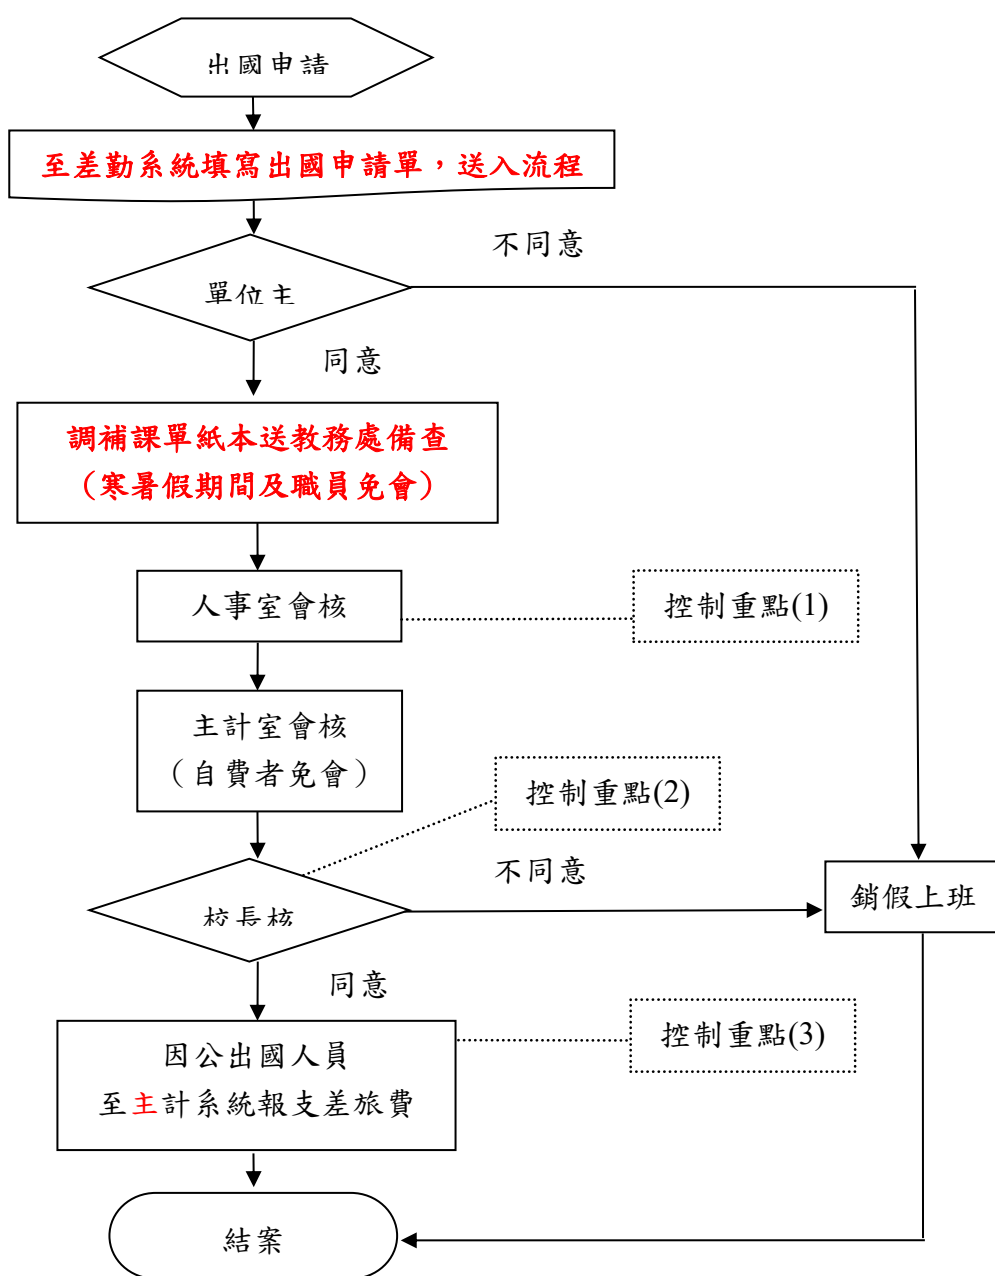 出國申請
至差勤系統填寫出國申請單，送入流程
不同意
單位主
同意
調補課單紙本送教務處備查
（寒暑假期間及職員免會）
人事室會核
控制重點(1)
主計室會核
（自費者免會）
控制重點(2)
不同意
銷假上班
校長核
同意
因公出國人員
至主計系統報支差旅費
控制重點(3)
結案